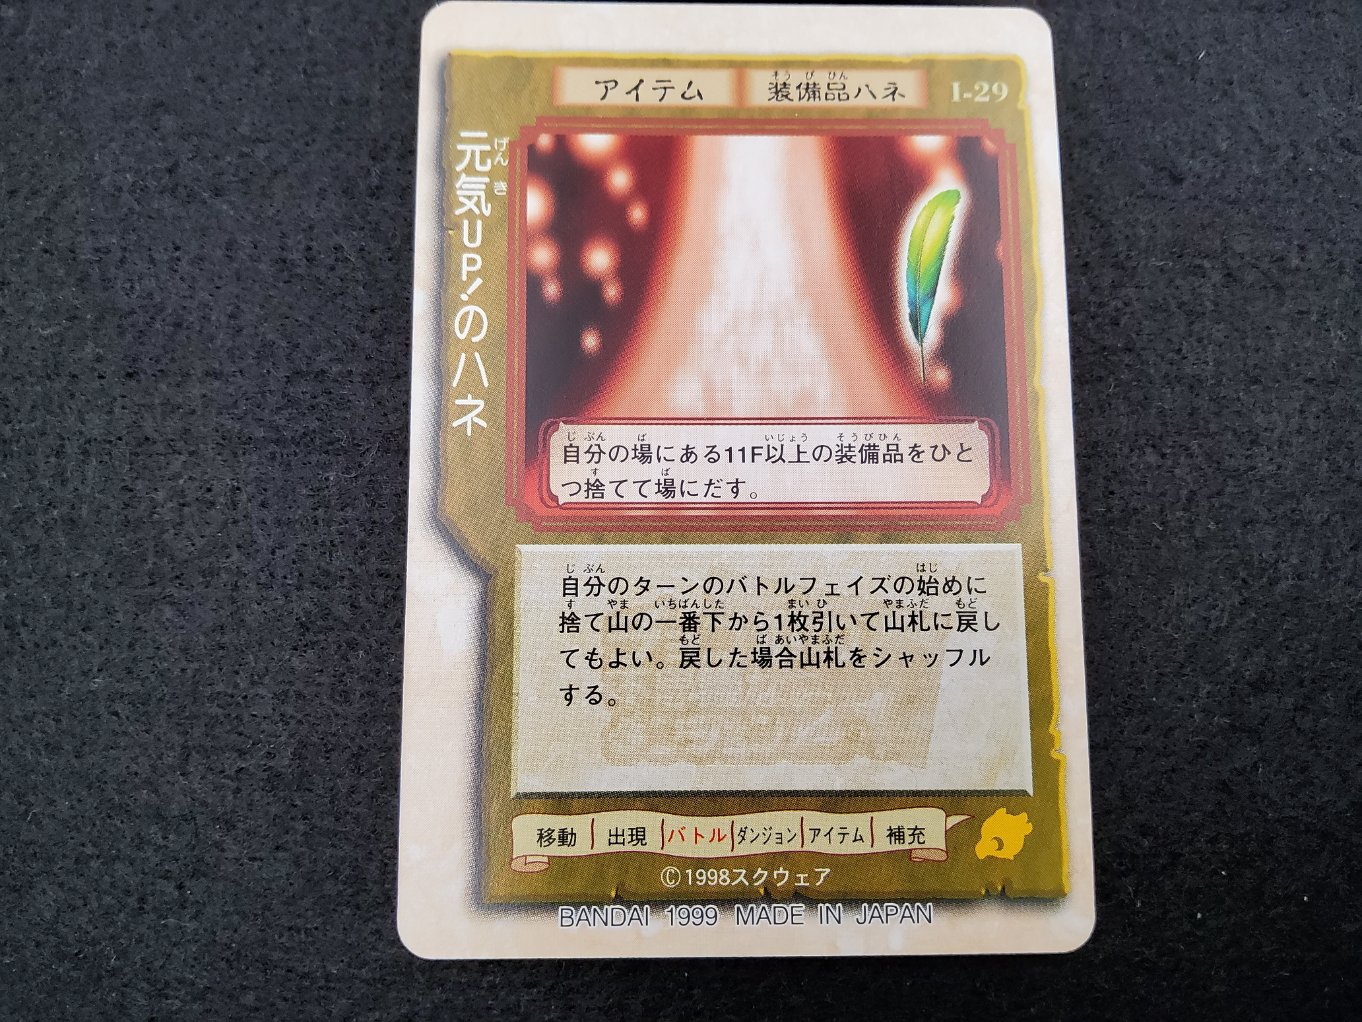 アイテム
装備品ハネ
I-29
元気UP!のハネ
自分の場にある11F以上の装備品をひと
つ捨てて場にだす。
自分のターンのバトルフェイズの始めに
捨て山の一番下から1枚引いて山札に戻し
てもよい。戻した場合山札をシャッフル
する。
移動 出現 バトル ダンジョン アイテム 補充
©1998スクウェア
BANDAI 1999 MADE IN JAPAN